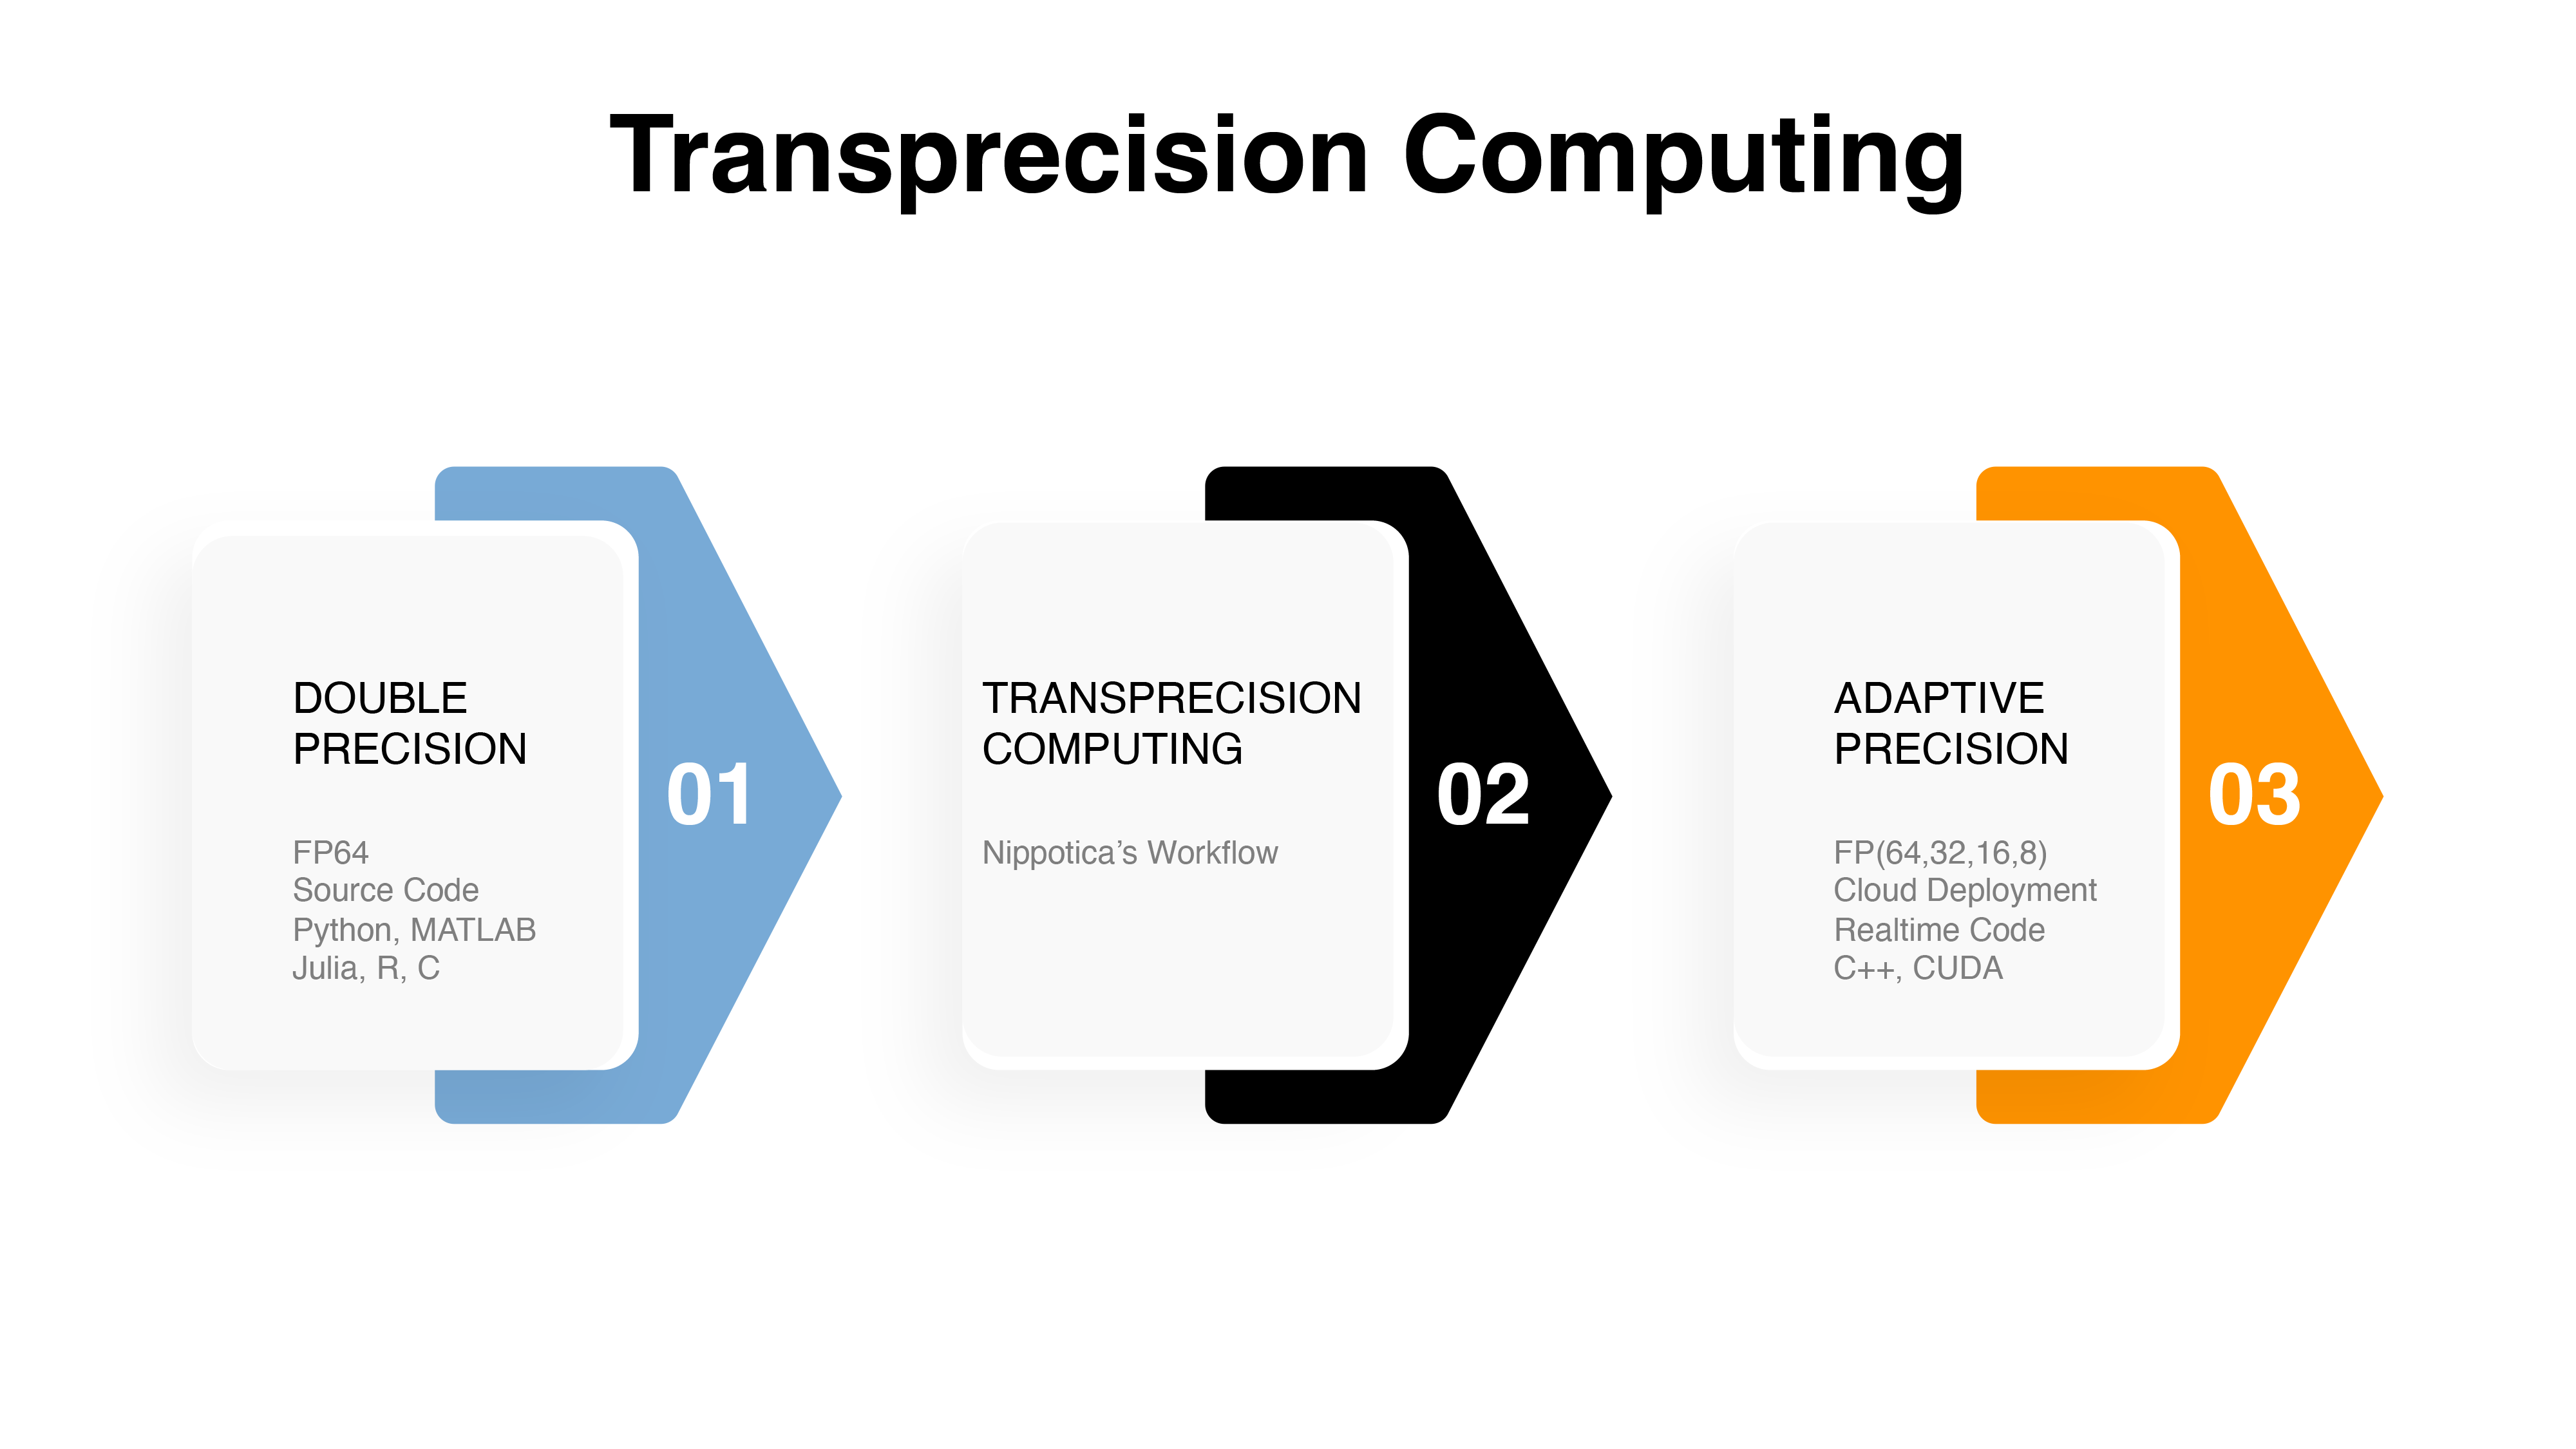 Transprecision Computing
DOUBLE
PRECISION
FP64
Source Code
Python, MATLAB
Julia, R, C
01
TRANSPRECISION
COMPUTING
Nippotica’s Workflow
02
ADAPTIVE
PRECISION
FP(64,32,16,8)
Cloud Deployment
Realtime Code
C++, CUDA
03